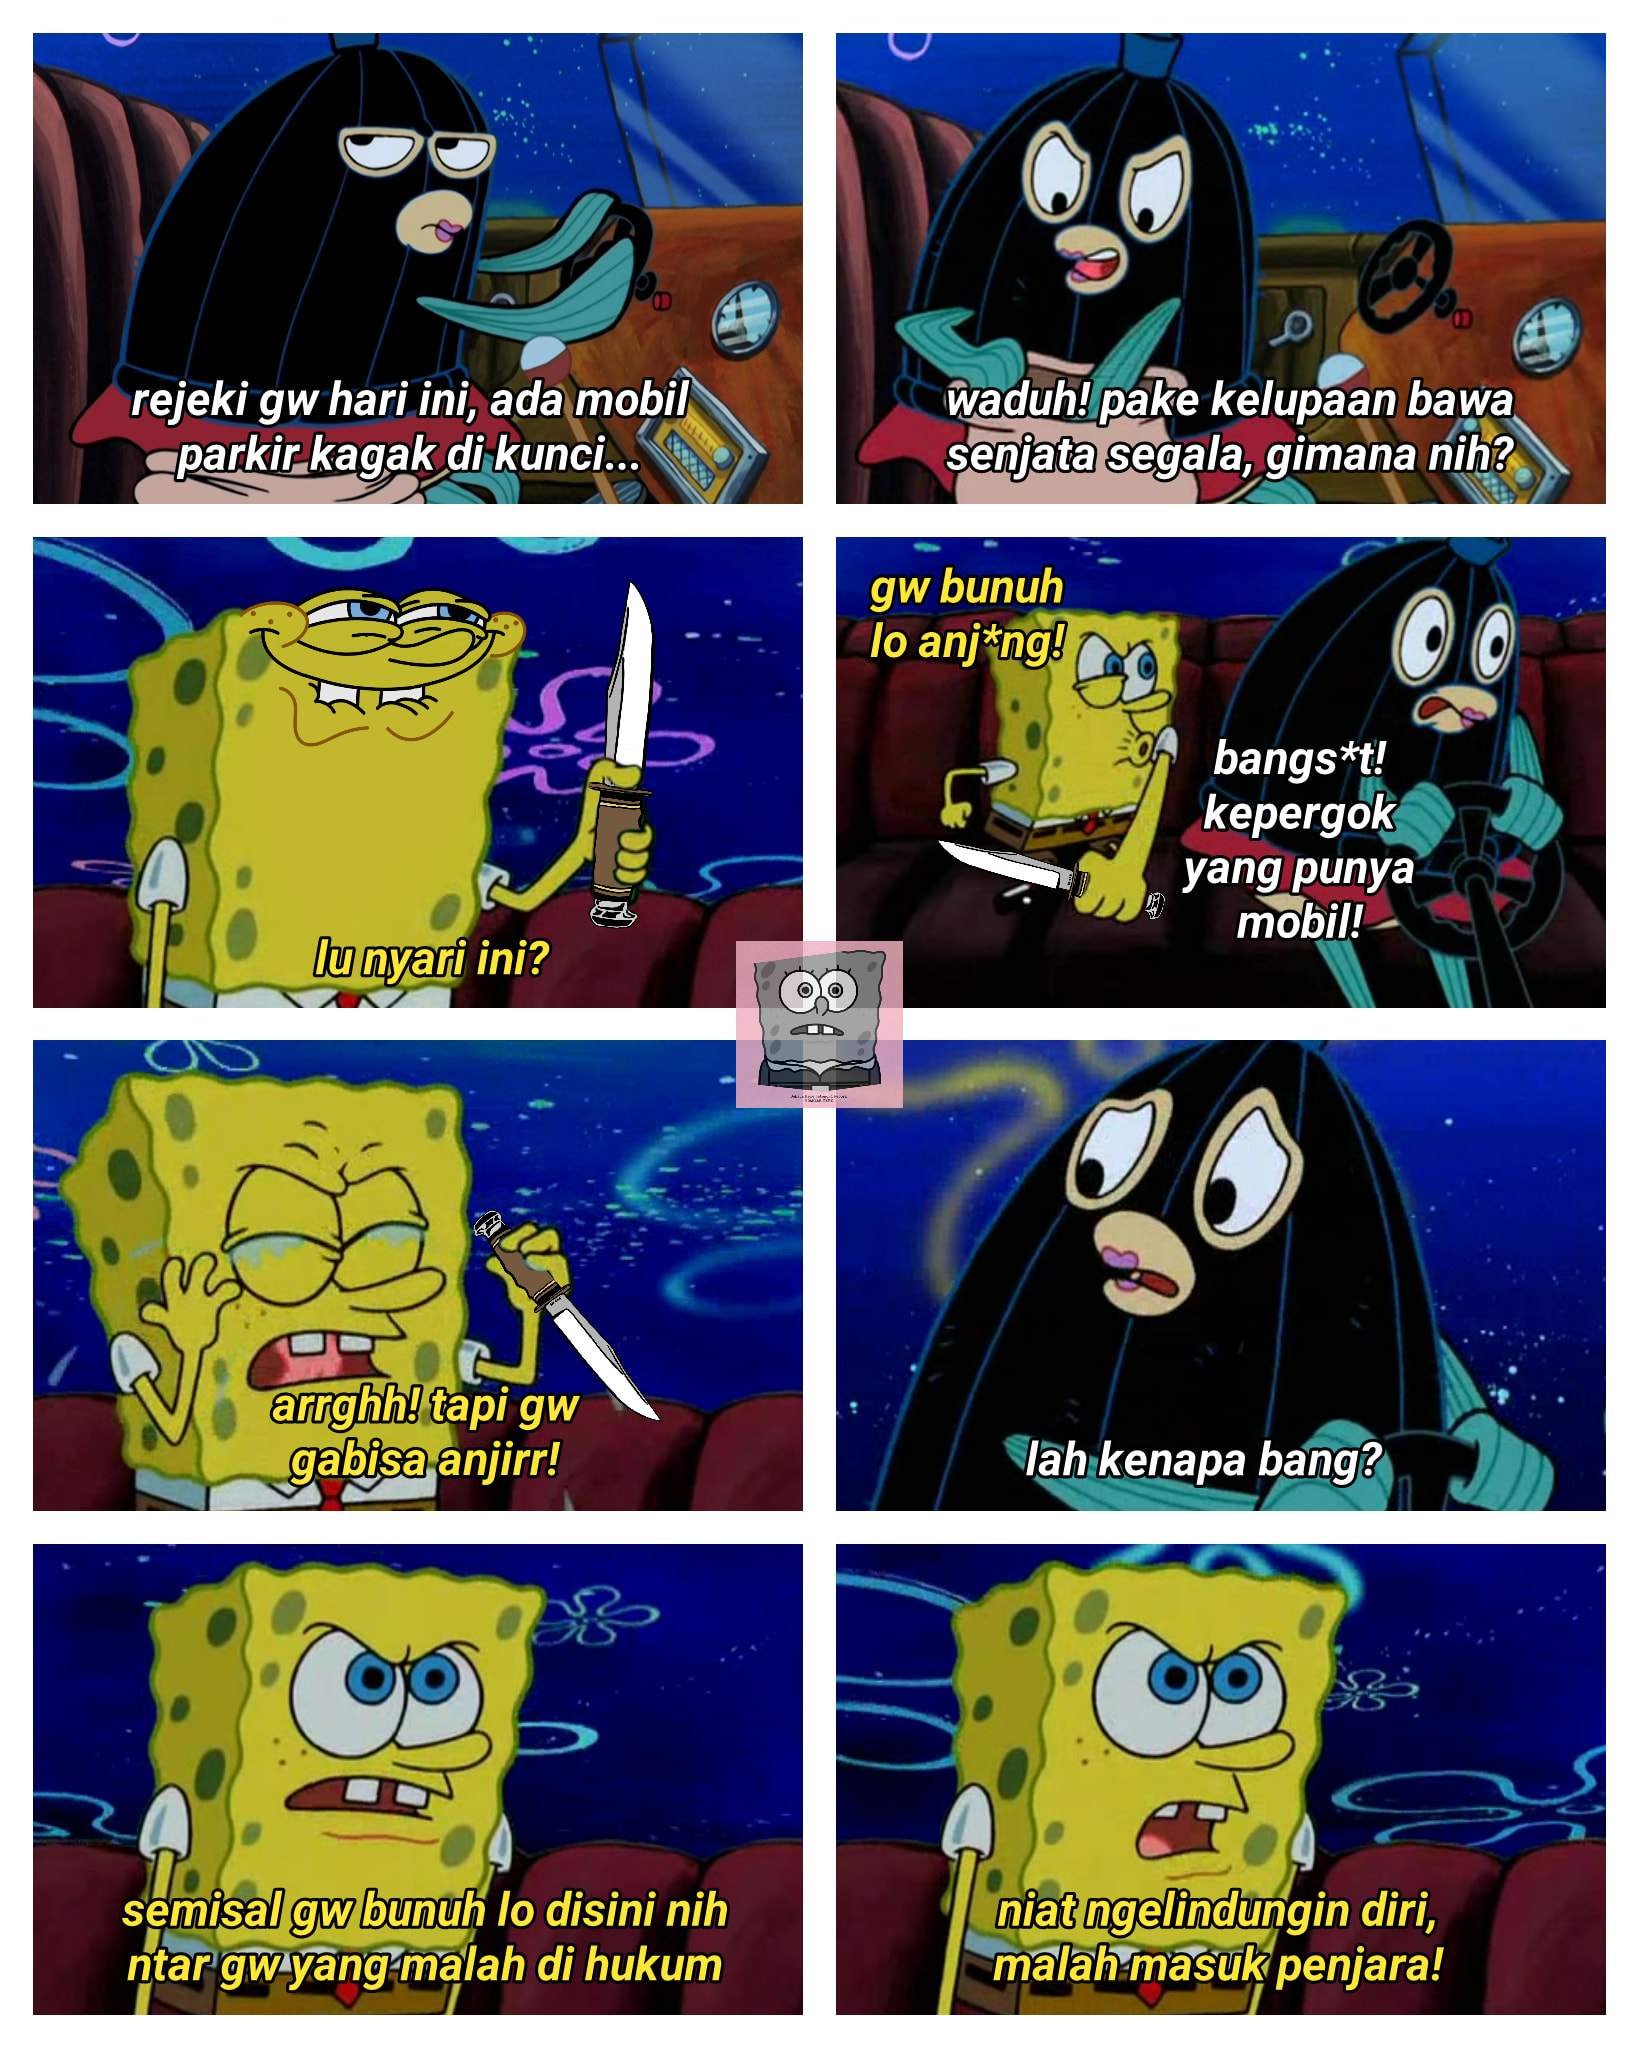 rejeki gw hari ini, ada mobil
parkir kagak di kunci...
waduh! pake kelupaan bawa
senjata segala, gimana nih?
lu nyari ini?
gw bunuh
lo anj*ng!
bangs*t!
kepergok
yang punya
mobil!
arrghh! tapi gw
gabisa anjirr!
lah kenapa bang?
semisal gw bunuh lo disini nih
ntar gw yang malah di hukum
niat ngelindungin diri,
malah masuk penjara!